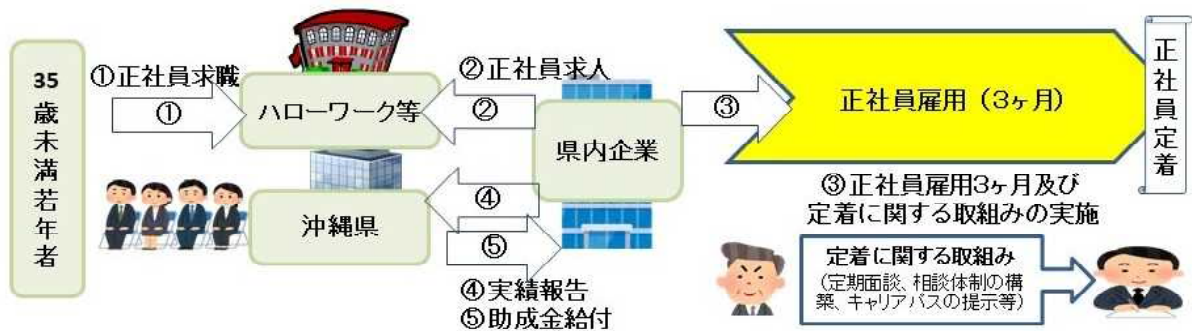 35
歳
未
満
若
年
者
①正社員求職
①
ハローワーク等
②正社員求人
②
県内企業
③
正社員雇用（3ヶ月）
正
社
員
定
着
沖縄県
④
⑤
④実績報告
⑤助成金給付
③正社員雇用3ヶ月及び
定着に関する取組みの実施
定着に関する取組み
(定期面談、相談体制の構
築、キャリアパスの提示等)